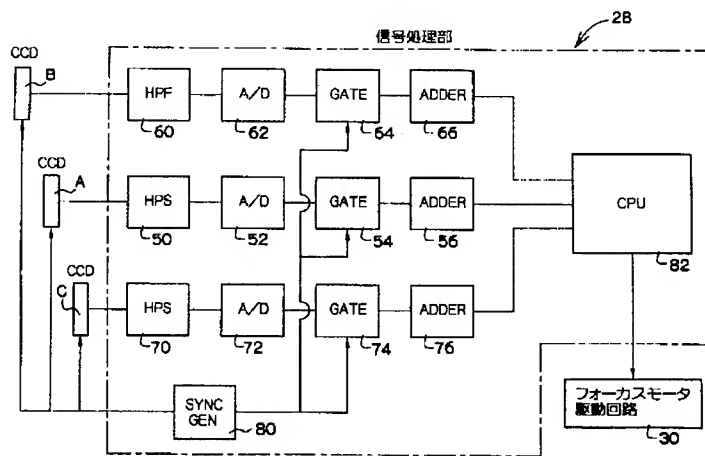 信号処理部
28
CCD
B
HPF
60
A/D
62
GATE
64
ADDER
66
CCD
A
HPS
50
A/D
52
GATE
54
ADDER
56
CPU
82
CCD
C
HPS
70
A/D
72
GATE
74
ADDER
76
SYNC
GEN
80
フォーカスモータ
駆動回路
30